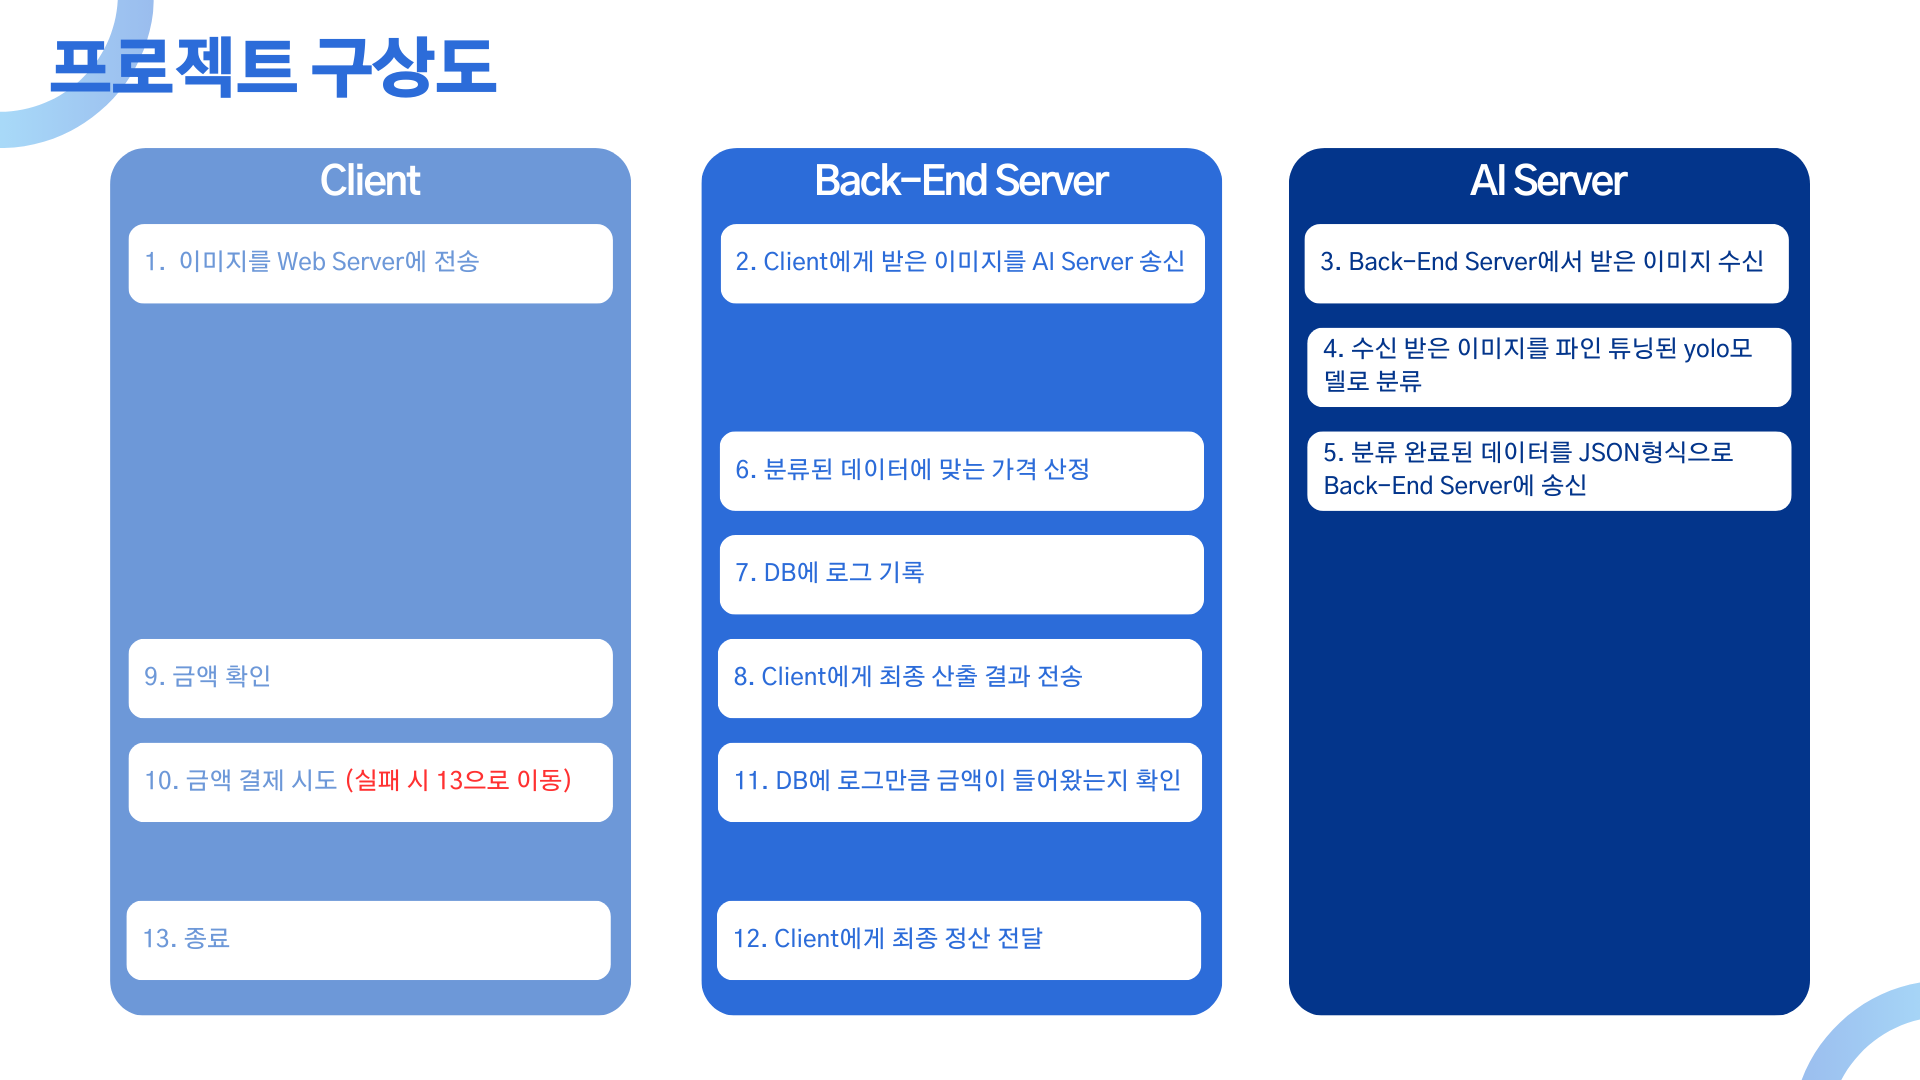 프로젝트 구상도
Client
1. 이미지를 Web Server에 전송
9. 금액 확인
10. 금액 결제 시도 (실패 시 13으로 이동)
13. 종료
Back-End Server
2. Client에게 받은 이미지를 AI Server 송신
6. 분류된 데이터에 맞는 가격 산정
7. DB에 로그 기록
8. Client에게 최종 산출 결과 전송
11. DB에 로그만큼 금액이 들어왔는지 확인
12. Client에게 최종 정산 전달
AI Server
3. Back-End Server에서 받은 이미지 수신
4. 수신 받은 이미지를 파인 튜닝된 yolo모
델로 분류
5. 분류 완료된 데이터를 JSON형식으로
Back-End Server에 송신